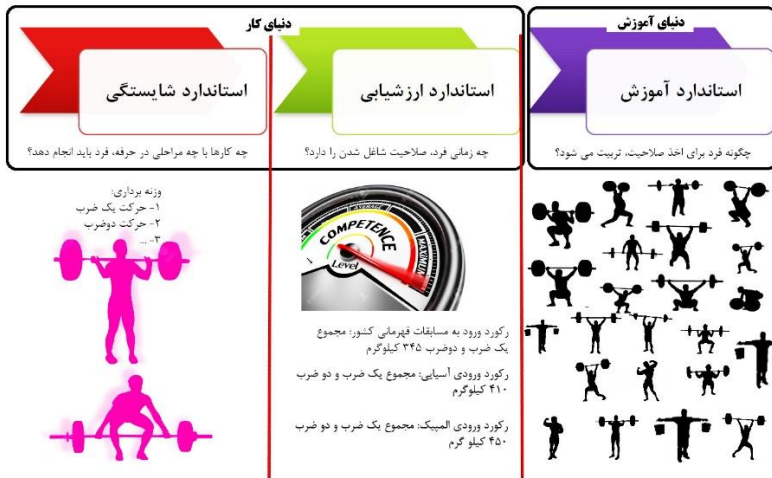 دنیای آموزش
دنیای کار
استاندارد آموزش
استاندارد ارزشیابی
استاندارد شایستگی
چگونه فرد برای اخذ صلاحیت، تربیت می شود؟
چه زمانی فرد، صلاحیت شاغل شدن را دارد؟
چه کارها با چه مراحلی در حرفه، فرد باید انجام دهد؟
وزنه برداری:
۱- حرکت یک ضرب
۲- حرکت دوضرب
۳- ...
AVERAGE
MAXIMUM
COMPETENCE
Level
رکورد ورود به مسابقات قهرمانی کشور: مجموع
یک ضرب و دوضرب ۳۴۵ کیلوگرم
رکورد ورودی آسیایی: مجموع یک ضرب و دو ضرب
۴۱۰ کیلوگرم
رکورد ورودی المپیک: مجموع یک ضرب و دو ضرب
۴۵۰ کیلو گرم